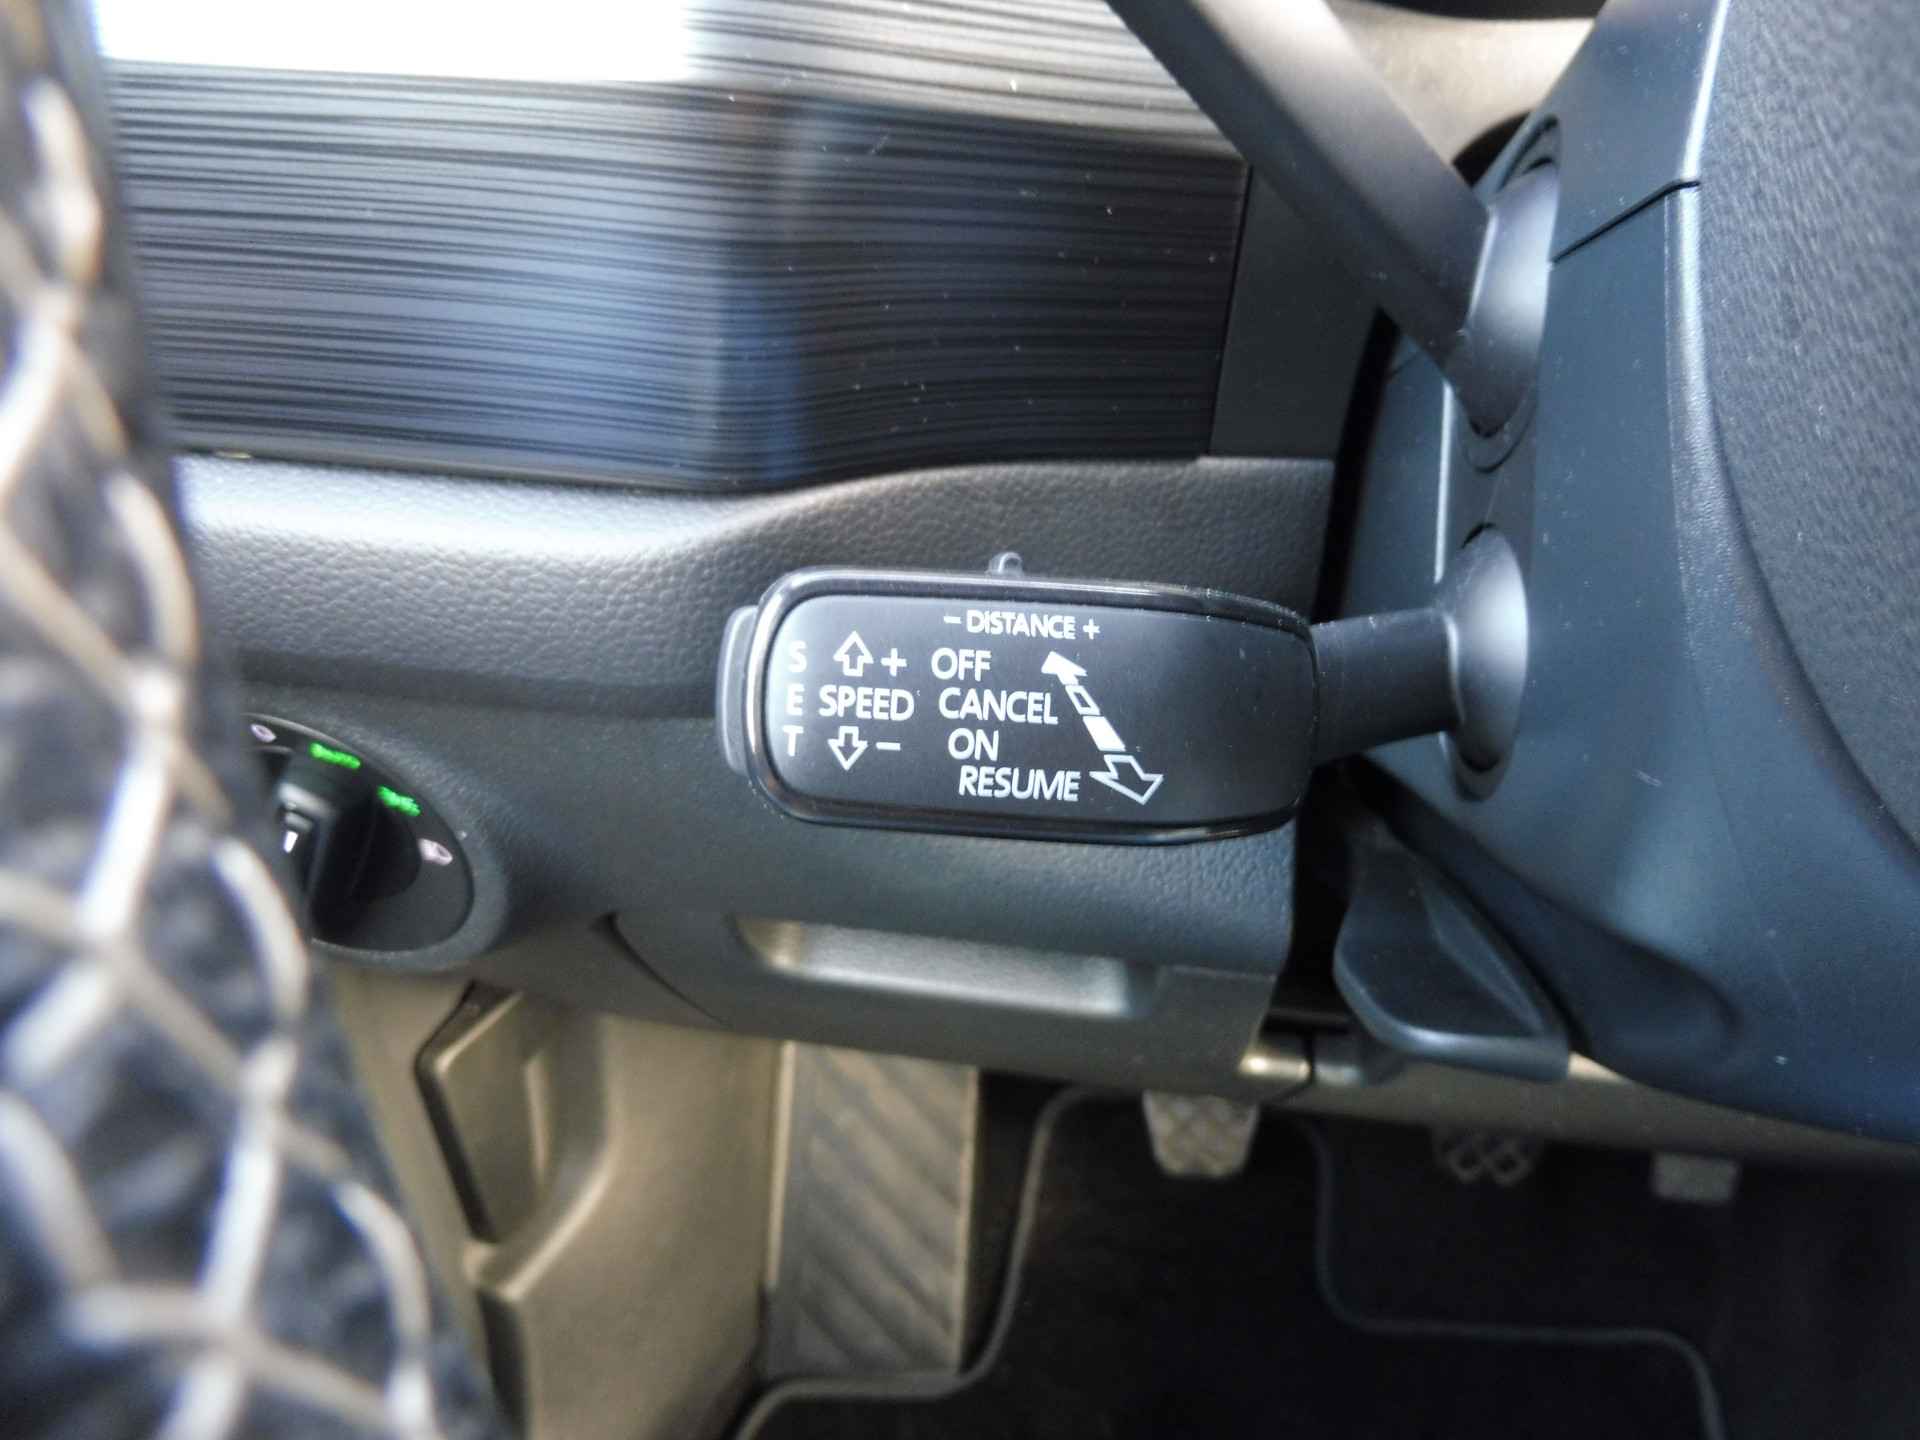 – DISTANCE +
S + OFF
E SPEED CANCEL
T – ON
RESUME